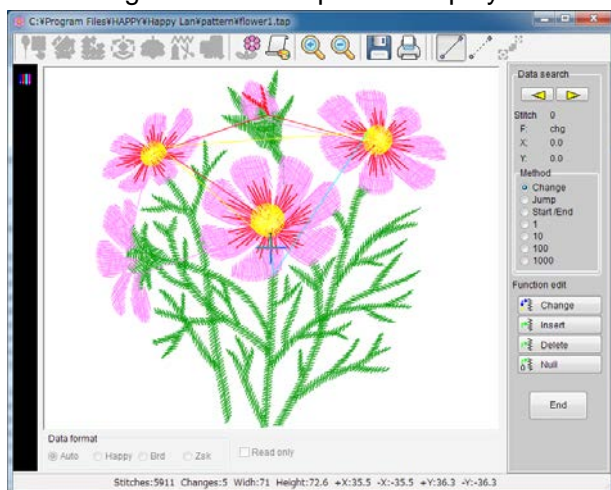 C:¥Program Files¥HAPPY¥Happy Lan¥pattern¥flower1.tap
Data search
Stitch 0
F: chg
X: 0.0
Y: 0.0
Method
Change
Jump
Start/End
1
10
100
1000
Function edit
Change
Insert
Delete
Null
End
Data format
Auto Happy Brd Zsk Read only
Stitches:5911 Changes:5 Widh:71 Height:72.6 +X:35.5 -X:-35.5 +Y:36.3 -Y:-36.3